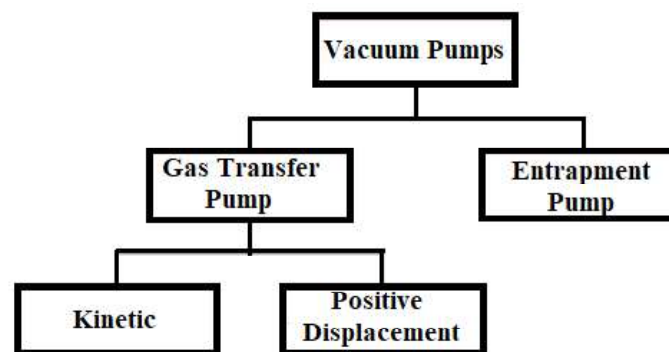 Vacuum Pumps
Gas Transfer
Pump
Entrapment
Pump
Kinetic
Positive
Displacement